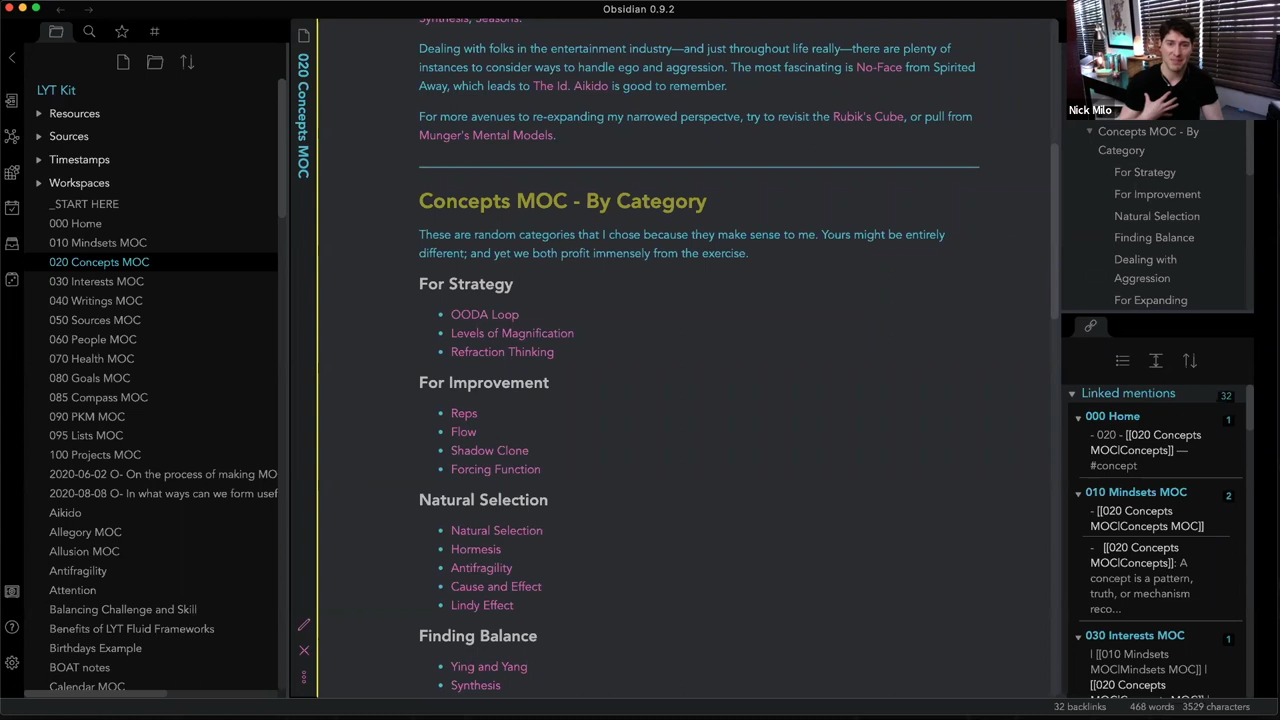 Obsidian 0.9.2
LYT Kit
Resources
Sources
Timestamps
Workspaces
_START HERE
000 Home
010 Mindsets MOC
020 Concepts MOC
030 Interests MOC
040 Writings MOC
050 Sources MOC
060 People MOC
070 Health MOC
080 Goals MOC
085 Compass MOC
090 PKM MOC
095 Lists MOC
100 Projects MOC
2020-06-02 O- On the process of making MO
2020-08-08 O- In what ways can we form usef
Aikido
Allegory MOC
Allusion MOC
Antifragility
Attention
Balancing Challenge and Skill
Benefits of LYT Fluid Frameworks
Birthdays Example
BOAT notes
Calendar MOC
020 Concepts MOC
Synthesis, Seasons.
Dealing with folks in the entertainment industry—and just throughout life really—there are plenty of
instances to consider ways to handle ego and aggression. The most fascinating is No-Face from Spirited
Away, which leads to The Id. Aikido is good to remember.
For more avenues to re-expanding my narrowed perspectve, try to revisit the Rubik's Cube, or pull from
Munger's Mental Models.
Concepts MOC - By Category
These are random categories that I chose because they make sense to me. Yours might be entirely
different; and yet we both profit immensely from the exercise.
For Strategy
OODA Loop
Levels of Magnification
Refraction Thinking
For Improvement
Reps
Flow
Shadow Clone
Forcing Function
Natural Selection
Natural Selection
Hormesis
Antifragility
Cause and Effect
Lindy Effect
Finding Balance
Ying and Yang
Synthesis
Nick Milo
Concepts MOC - By
Category
For Strategy
For Improvement
Natural Selection
Finding Balance
Dealing with
Aggression
For Expanding
Linked mentions 32
000 Home 1
- 020 - [[020 Concepts
MOC|Concepts]] —
#concept
010 Mindsets MOC 2
- [[020 Concepts
MOC|Concepts MOC]]
- [[020 Concepts
MOC|Concepts]]: A
concept is a pattern,
truth, or mechanism
reco...
030 Interests MOC 1
| [[010 Mindsets
MOC|Mindsets MOC]] |
[[020 Concepts
32 backlinks 468 words 3529 characters